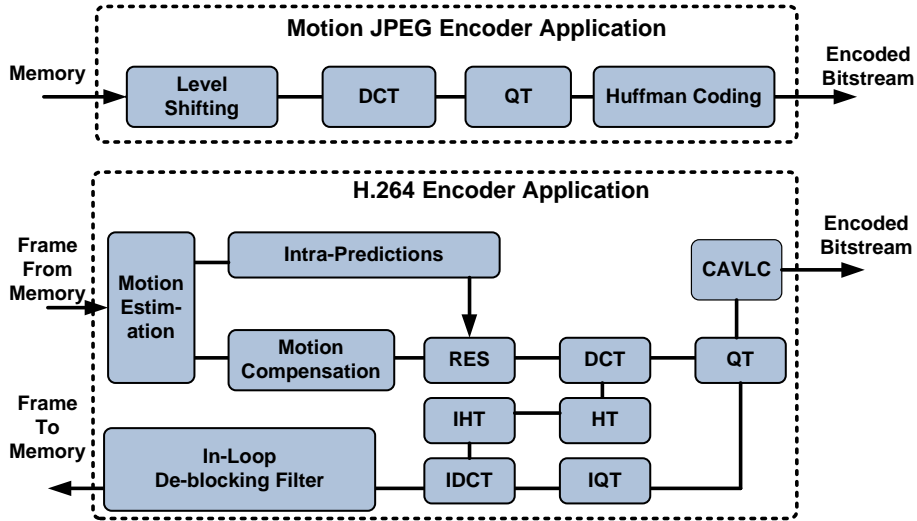 Motion JPEG Encoder Application
Memory
Level
Shifting
DCT
QT
Huffman Coding
Encoded
Bitstream
H.264 Encoder Application
Frame
From
Memory
Motion
Estim-
ation
Intra-Predictions
CAVLC
Encoded
Bitstream
Motion
Compensation
RES
DCT
QT
IHT
HT
Frame
To
Memory
In-Loop
De-blocking Filter
IDCT
IQT